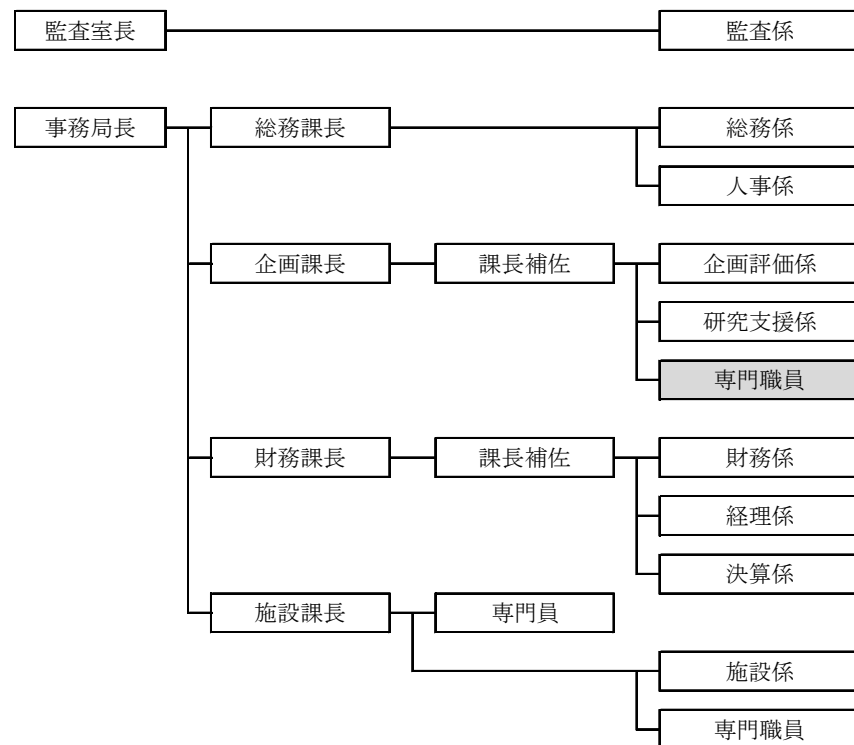 監査室長 監査係
事務局長 総務課長 総務係
人事係
企画課長 課長補佐 企画評価係
研究支援係
専門職員
財務課長 課長補佐 財務係
経理係
決算係
施設課長 専門員
施設係
専門職員